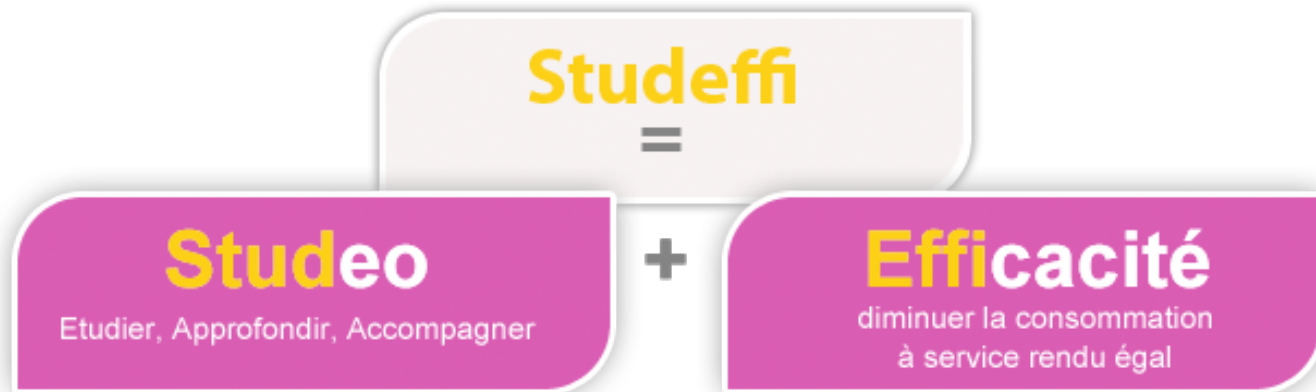 Studeffi
=
Studeo
Etudier, Approfondir, Accompagner
+
Efficacité
diminuer la consommation
à service rendu égal